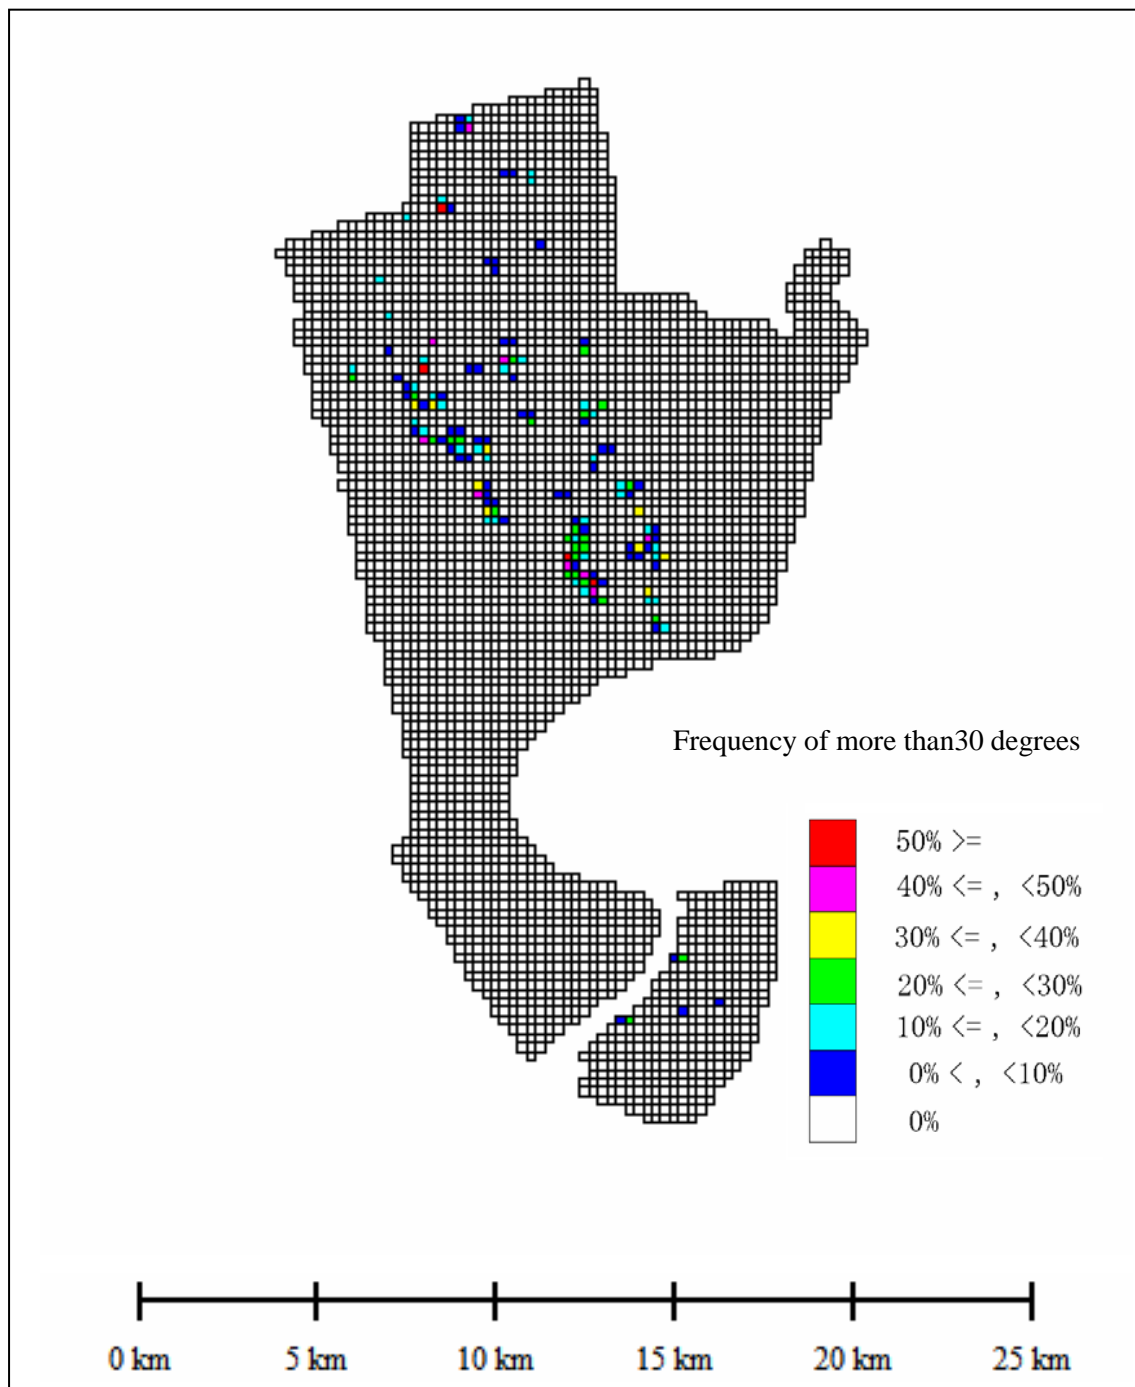 Frequency of more than30 degrees
50% >=
40% <= , <50%
30% <= , <40%
20% <= , <30%
10% <= , <20%
0% < , <10%
0%
0 km 5 km 10 km 15 km 20 km 25 km